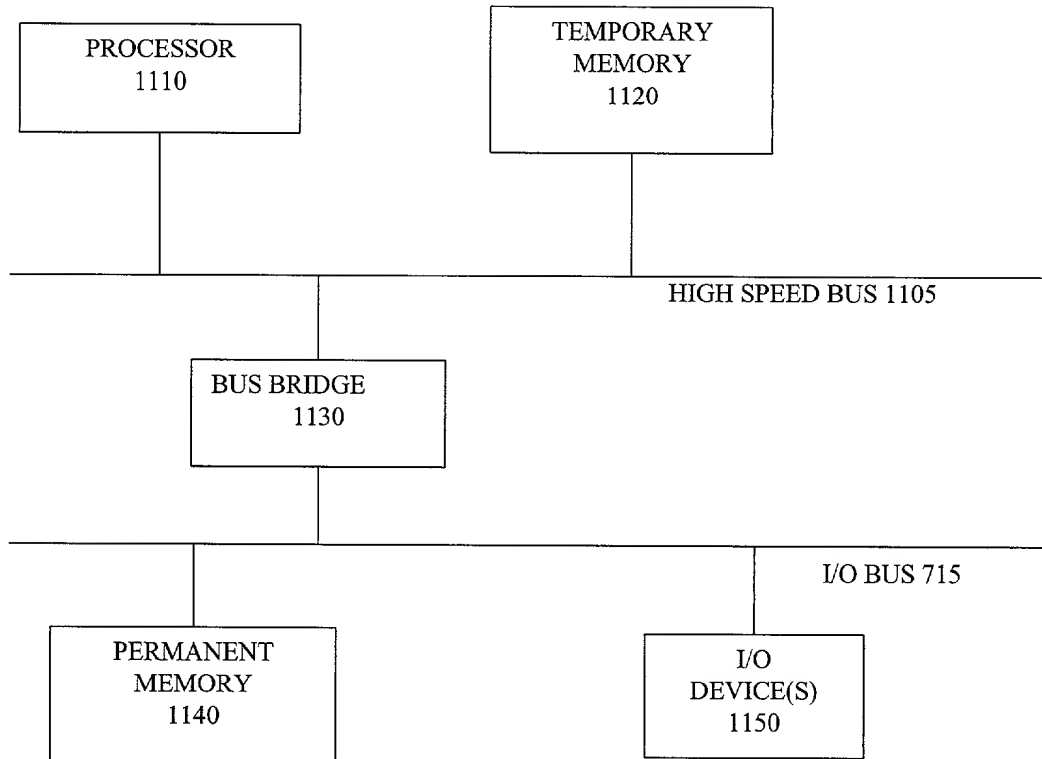 PROCESSOR
1110
TEMPORARY
MEMORY
1120
HIGH SPEED BUS 1105
BUS BRIDGE
1130
I/O BUS 715
PERMANENT
MEMORY
1140
I/O
DEVICE(S)
1150